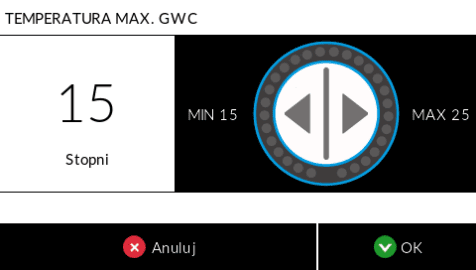 TEMPERATURA MAX. GWC
15
Stopni
MIN 15
MAX 25
Anuluj
OK